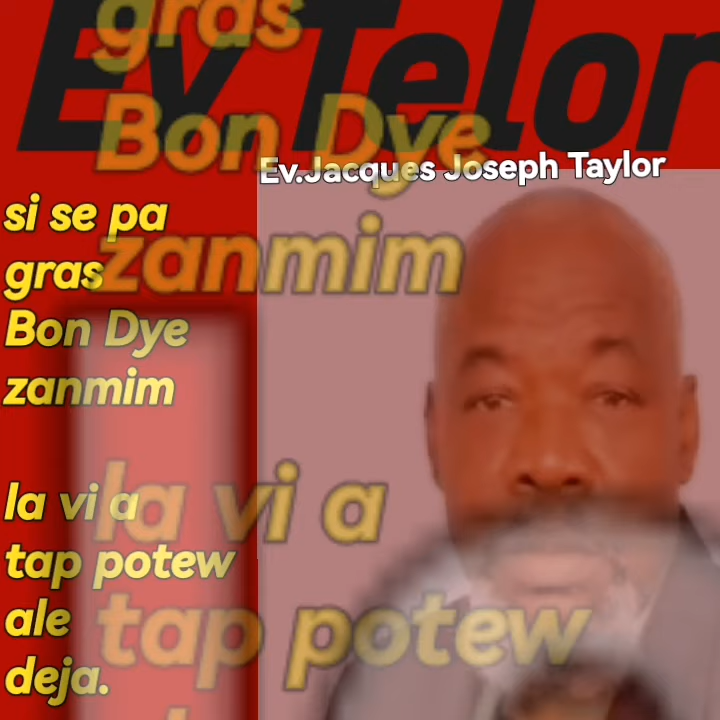 Ev Telor
Ev.Jacques Joseph Taylor
si se pa
gras
Bon Dye
zanmim
la vi a
tap potew
ale
deja.
gras
Bon Dye
zanmim
la vi a
tap potew